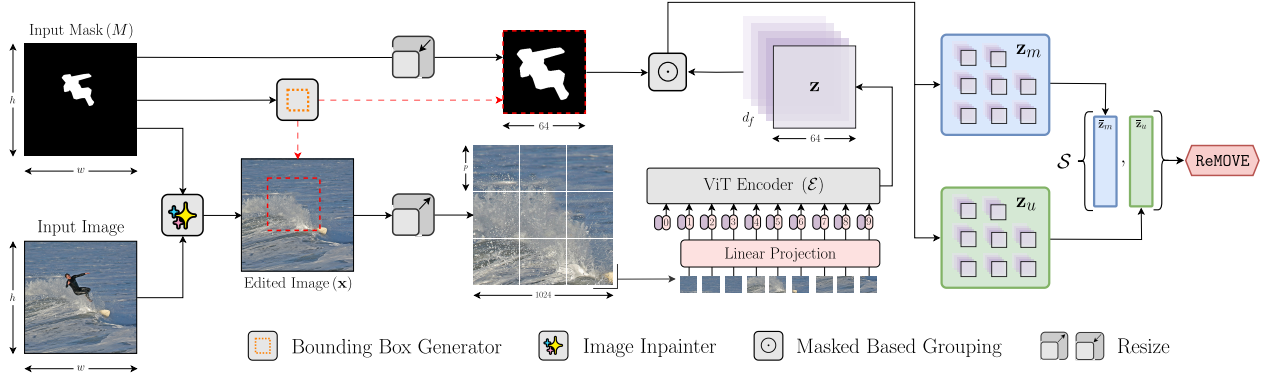 Input Mask (M)
h
w
Input Image
h
w
Edited Image (x)
64
p
1024
z
d_f
64
ViT Encoder (ℰ)
0 1 2 3 4 5 6 7 8 9
Linear Projection
z_m
z_u
𝒮 { z̅_m , z̅_u }
ReMOVE
Bounding Box Generator
Image Inpainter
Masked Based Grouping
Resize